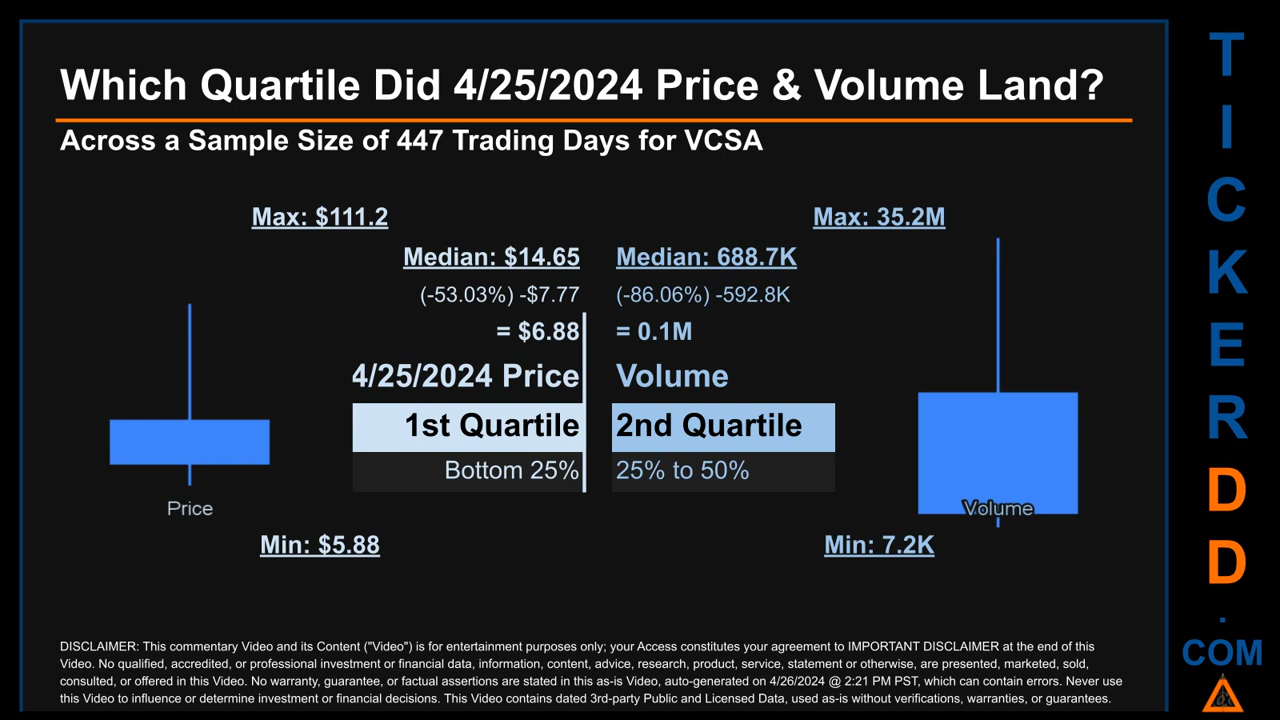 Which Quartile Did 4/25/2024 Price & Volume Land?
Across a Sample Size of 447 Trading Days for VCSA
Max: $111.2
Median: $14.65
(-53.03%) -$7.77
= $6.88
4/25/2024 Price
1st Quartile
Bottom 25%
Price
Min: $5.88
Max: 35.2M
Median: 688.7K
(-86.06%) -592.8K
= 0.1M
Volume
2nd Quartile
25% to 50%
Volume
Min: 7.2K
DISCLAIMER: This commentary Video and its Content ("Video") is for entertainment purposes only; your Access constitutes your agreement to IMPORTANT DISCLAIMER at the end of this
Video. No qualified, accredited, or professional investment or financial data, information, content, advice, research, product, service, statement or otherwise, are presented, marketed, sold,
consulted, or offered in this Video. No warranty, guarantee, or factual assertions are stated in this as-is Video, auto-generated on 4/26/2024 @ 2:21 PM PST, which can contain errors. Never use
this Video to influence or determine investment or financial decisions. This Video contains dated 3rd-party Public and Licensed Data, used as-is without verifications, warranties, or guarantees.
TICKERDD
.
COM